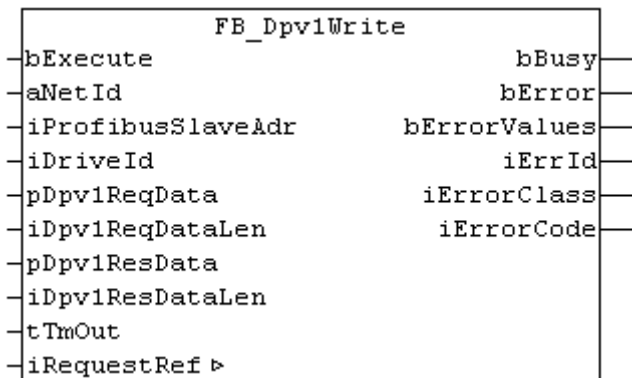 FB_Dpv1Write
bExecute bBusy
aNetId bError
iProfibusSlaveAdr bErrorValues
iDriveId iErrId
pDpv1ReqData iErrorClass
iDpv1ReqDataLen iErrorCode
pDpv1ResData
iDpv1ResDataLen
tTmOut
iRequestRef ▷